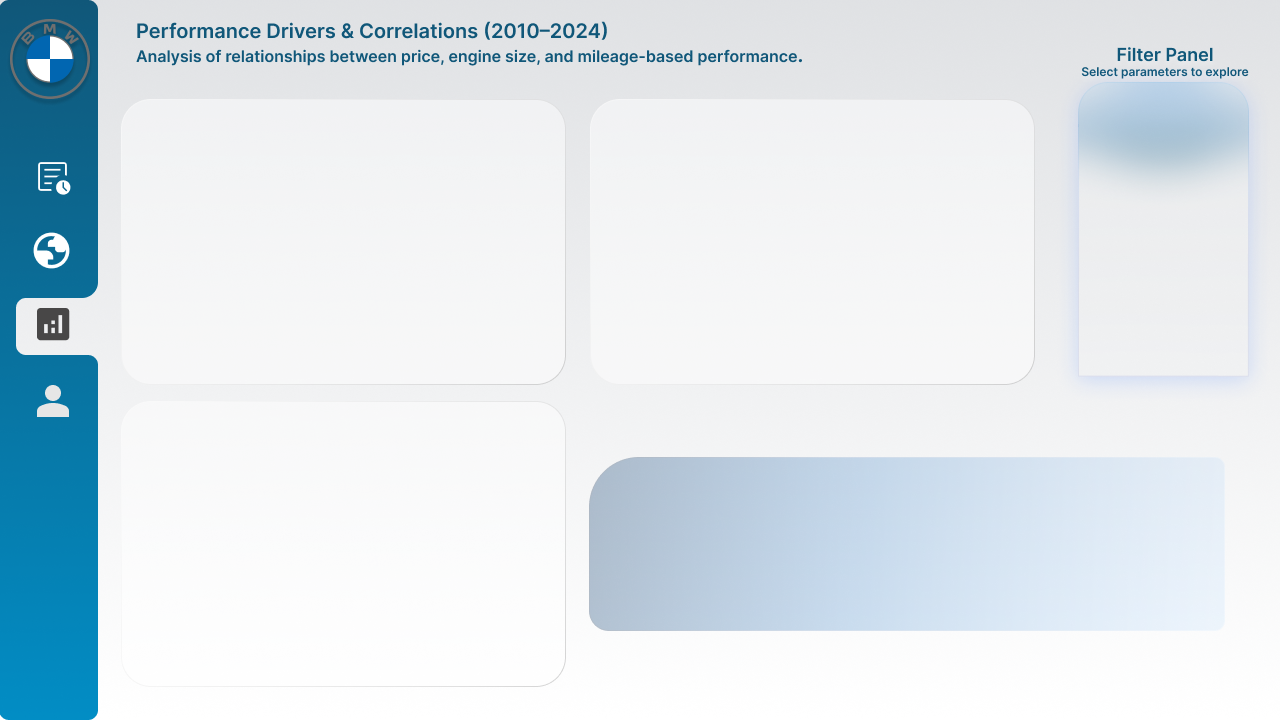 BMW
Performance Drivers & Correlations (2010–2024)
Analysis of relationships between price, engine size, and mileage-based performance.
Filter Panel
Select parameters to explore